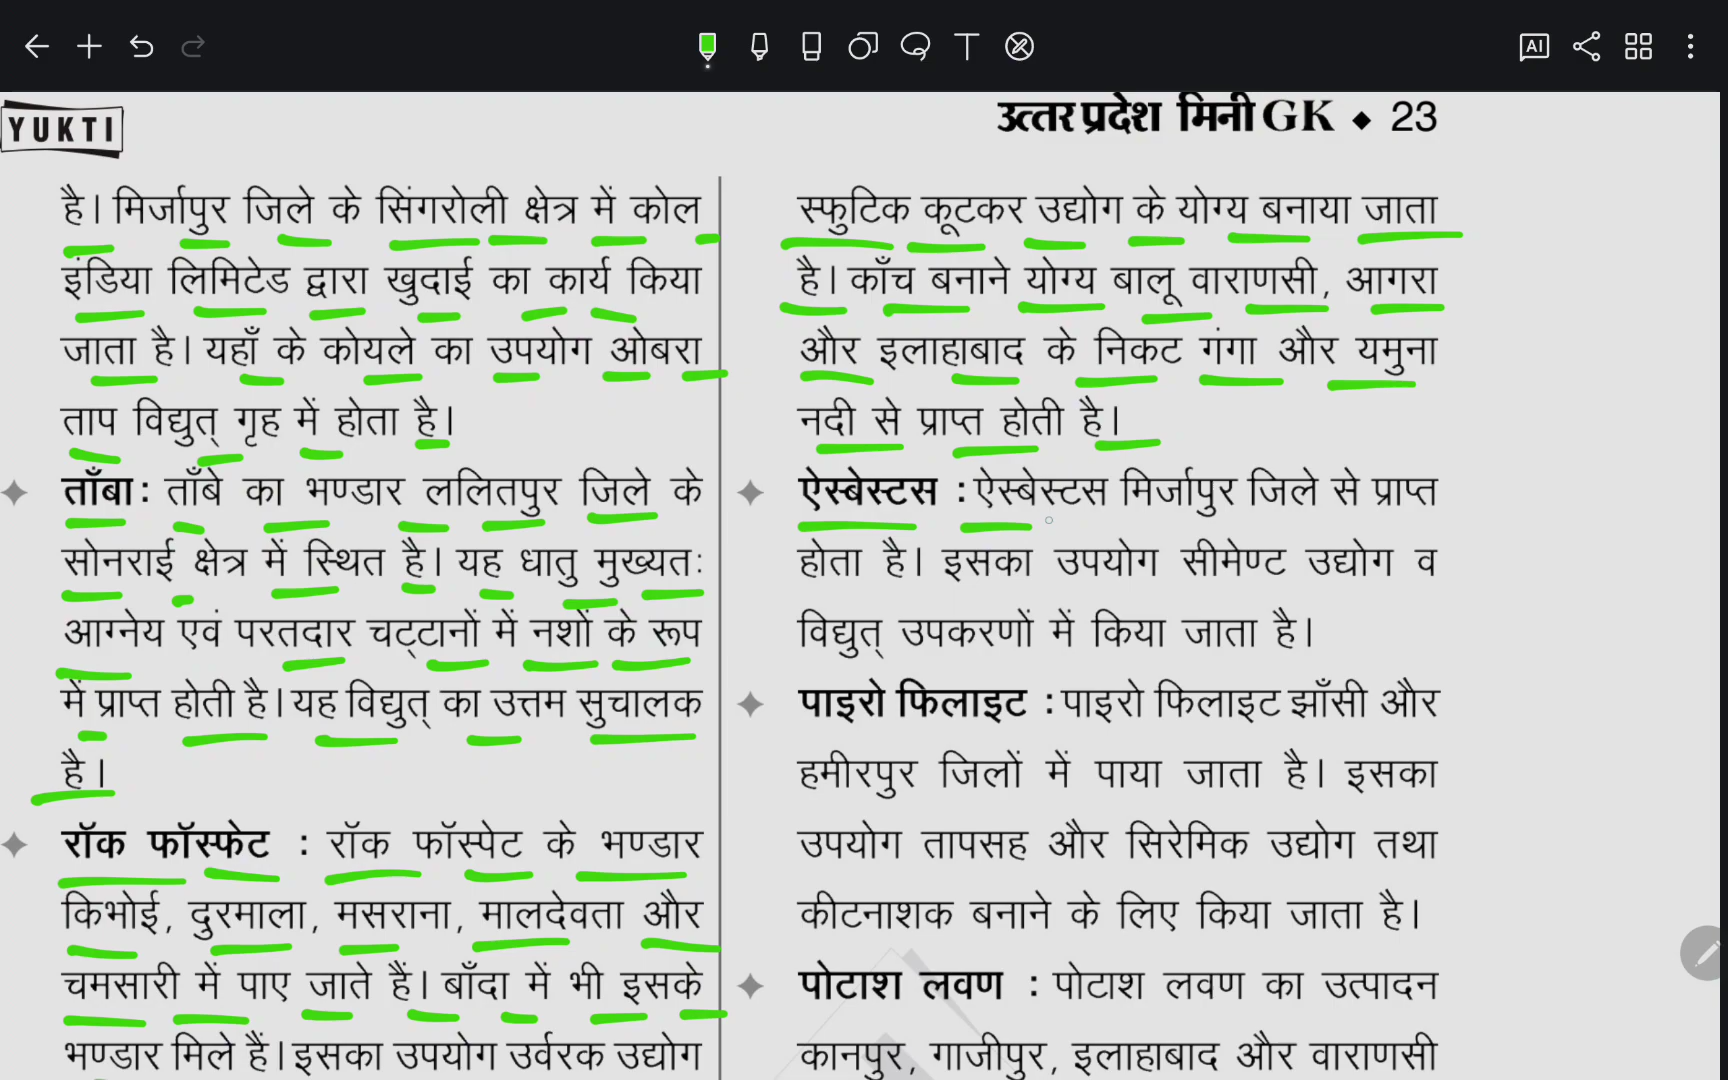 AI
YUKTI
उत्तर प्रदेश मिनी GK ◆ 23
है। मिर्जापुर जिले के सिंगरोली क्षेत्र में कोल
इंडिया लिमिटेड द्वारा खुदाई का कार्य किया
जाता है। यहाँ के कोयले का उपयोग ओबरा
ताप विद्युत् गृह में होता है।
ताँबा: ताँबे का भण्डार ललितपुर जिले के
सोनराई क्षेत्र में स्थित है। यह धातु मुख्यतः
आग्नेय एवं परतदार चट्टानों में नशों के रूप
में प्राप्त होती है। यह विद्युत् का उत्तम सुचालक
है।
रॉक फॉस्फेट : रॉक फॉस्पेट के भण्डार
किभोई, दुरमाला, मसराना, मालदेवता और
चमसारी में पाए जाते हैं। बाँदा में भी इसके
भण्डार मिले हैं। इसका उपयोग उर्वरक उद्योग
स्फुटिक कूटकर उद्योग के योग्य बनाया जाता
है। काँच बनाने योग्य बालू वाराणसी, आगरा
और इलाहाबाद के निकट गंगा और यमुना
नदी से प्राप्त होती है।
ऐस्बेस्टस : ऐस्बेस्टस मिर्जापुर जिले से प्राप्त
होता है। इसका उपयोग सीमेण्ट उद्योग व
विद्युत् उपकरणों में किया जाता है।
पाइरो फिलाइट : पाइरो फिलाइट झाँसी और
हमीरपुर जिलों में पाया जाता है। इसका
उपयोग तापसह और सिरेमिक उद्योग तथा
कीटनाशक बनाने के लिए किया जाता है।
पोटाश लवण : पोटाश लवण का उत्पादन
कानपुर, गाजीपुर, इलाहाबाद और वाराणसी